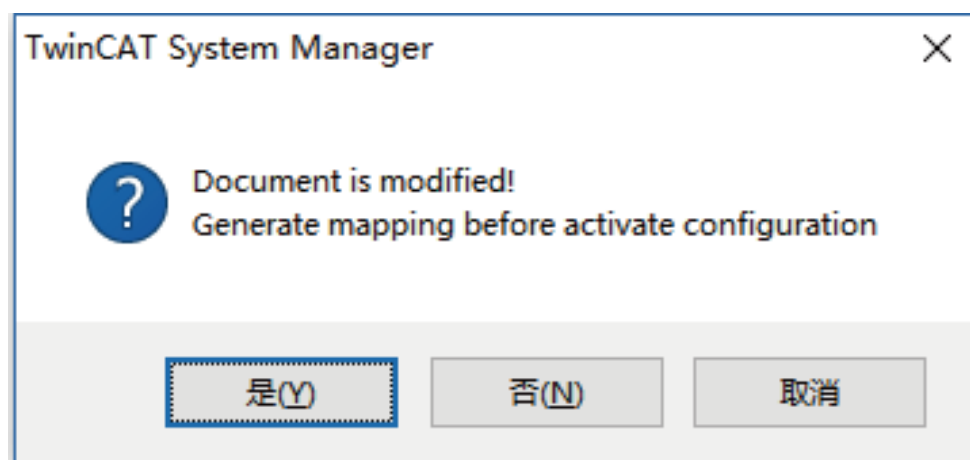 TwinCAT System Manager
?
Document is modified!
Generate mapping before activate configuration
是(Y)
否(N)
取消